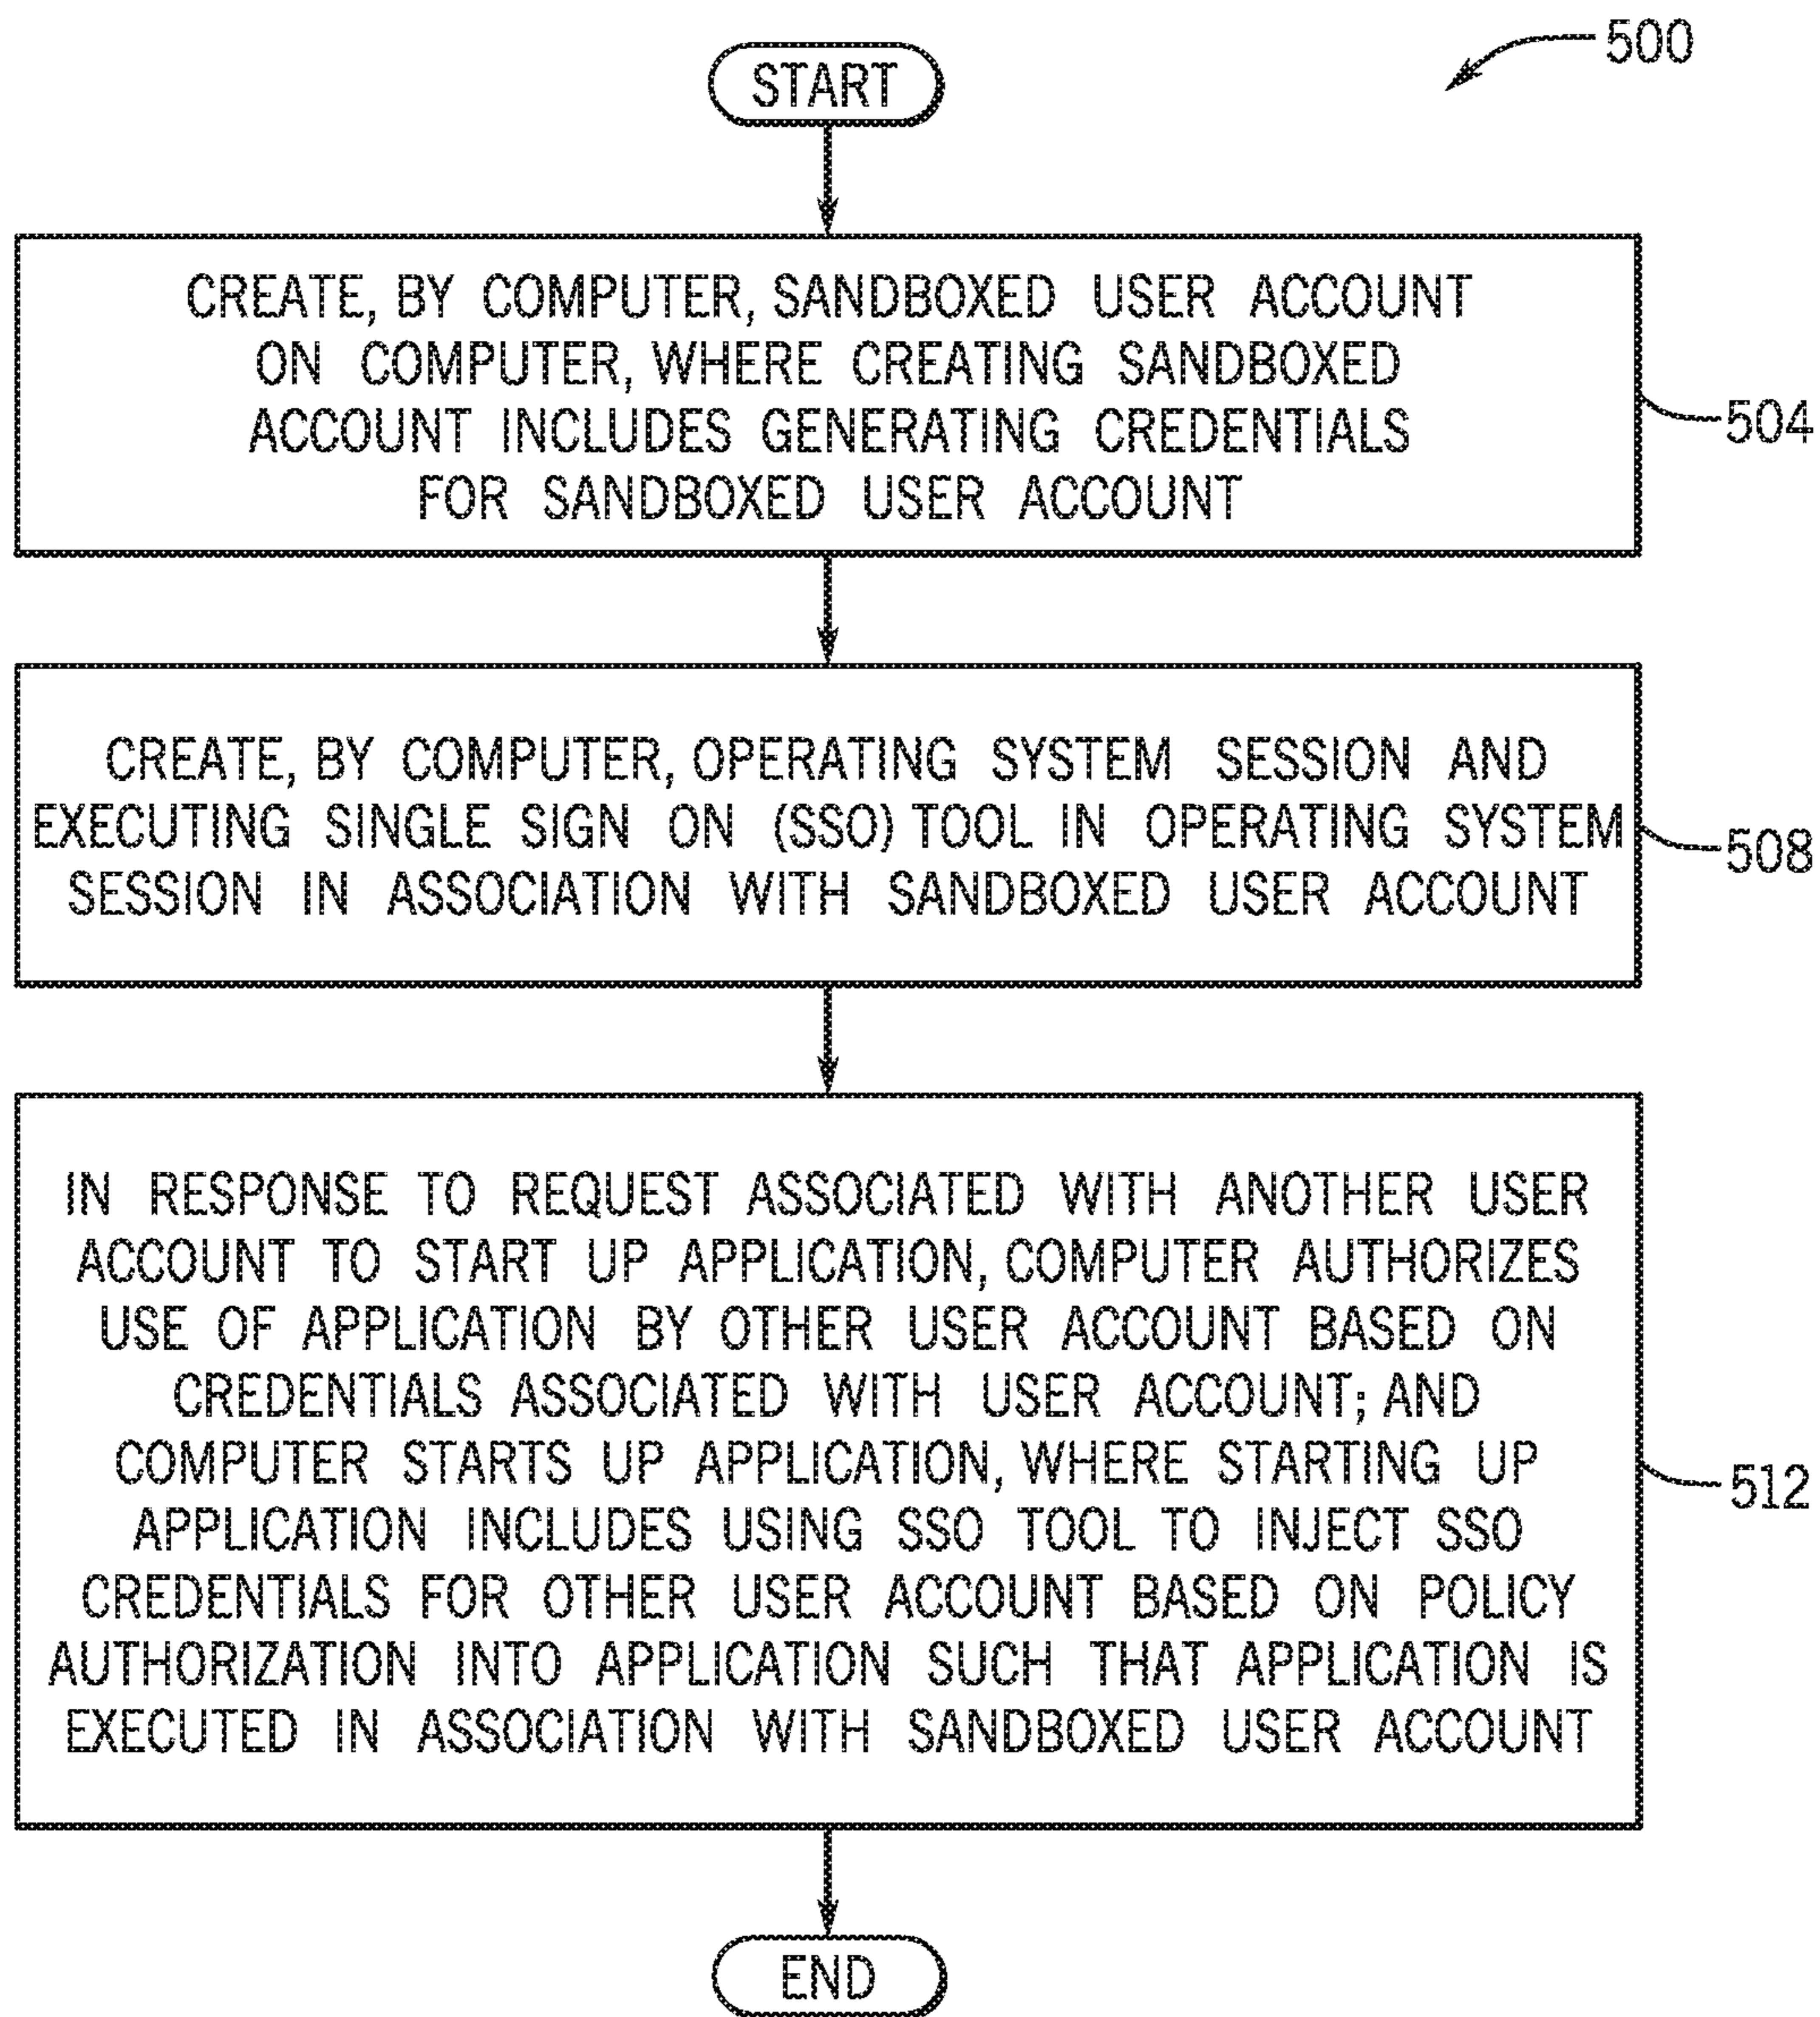 500
START
CREATE, BY COMPUTER, SANDBOXED USER ACCOUNT
ON COMPUTER, WHERE CREATING SANDBOXED
ACCOUNT INCLUDES GENERATING CREDENTIALS
FOR SANDBOXED USER ACCOUNT
504
CREATE, BY COMPUTER, OPERATING SYSTEM SESSION AND
EXECUTING SINGLE SIGN ON (SSO) TOOL IN OPERATING SYSTEM
SESSION IN ASSOCIATION WITH SANDBOXED USER ACCOUNT
508
IN RESPONSE TO REQUEST ASSOCIATED WITH ANOTHER USER
ACCOUNT TO START UP APPLICATION, COMPUTER AUTHORIZES
USE OF APPLICATION BY OTHER USER ACCOUNT BASED ON
CREDENTIALS ASSOCIATED WITH USER ACCOUNT; AND
COMPUTER STARTS UP APPLICATION, WHERE STARTING UP
APPLICATION INCLUDES USING SSO TOOL TO INJECT SSO
CREDENTIALS FOR OTHER USER ACCOUNT BASED ON POLICY
AUTHORIZATION INTO APPLICATION SUCH THAT APPLICATION IS
EXECUTED IN ASSOCIATION WITH SANDBOXED USER ACCOUNT
512
END